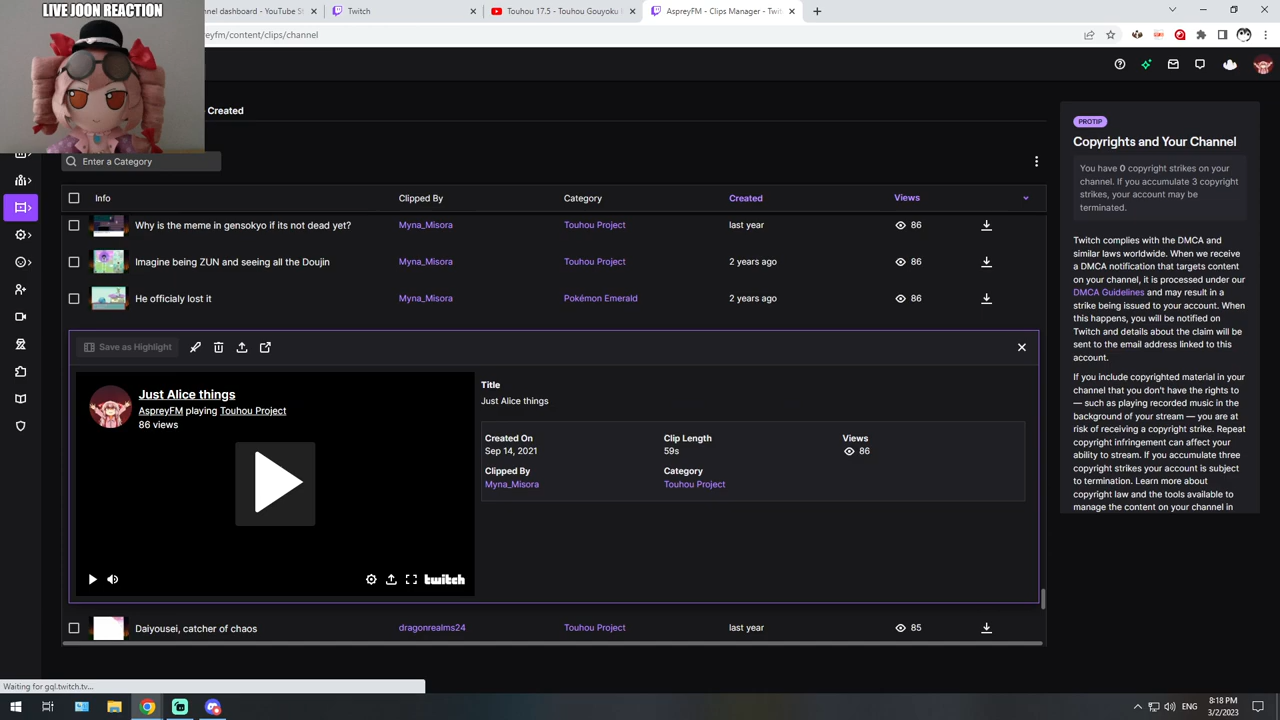 LIVE JOON REACTION
nnel dashboard - YouTube St
Twitch
Touhou 17.5 - Touhou Gouyoku
AspreyFM - Clips Manager - Twit
eyfm/content/clips/channel
Created
Enter a Category
Info
Clipped By
Category
Created
Views
Why is the meme in gensokyo if its not dead yet?
Myna_Misora
Touhou Project
last year
86
Imagine being ZUN and seeing all the Doujin
Myna_Misora
Touhou Project
2 years ago
86
He officialy lost it
Myna_Misora
Pokémon Emerald
2 years ago
86
Save as Highlight
Just Alice things
AspreyFM playing Touhou Project
86 views
twitch
Title
Just Alice things
Created On
Sep 14, 2021
Clip Length
59s
Views
86
Clipped By
Myna_Misora
Category
Touhou Project
Daiyousei, catcher of chaos
dragonrealms24
Touhou Project
last year
85
PROTIP
Copyrights and Your Channel
You have 0 copyright strikes on
your channel. If you accumulate 3 copyright
strikes, your account may be
terminated.
Twitch complies with the DMCA and
similar laws worldwide. When we receive
a DMCA notification that targets content
on your channel, it is processed under our
DMCA Guidelines and may result in a
strike being issued to your account. When
this happens, you will be notified on
Twitch and details about the claim will be
sent to the email address linked to this
account.
If you include copyrighted material in your
channel that you don't have the rights to
— such as playing recorded music in the
background of your stream — you are at
risk of receiving a copyright strike. Repeat
copyright infringement can affect your
ability to stream. If you accumulate three
copyright strikes your account is subject
to termination. Learn more about
copyright law and the tools available to
manage the content on your channel in
Waiting for gql.twitch.tv...
ENG
8:18 PM
3/2/2023